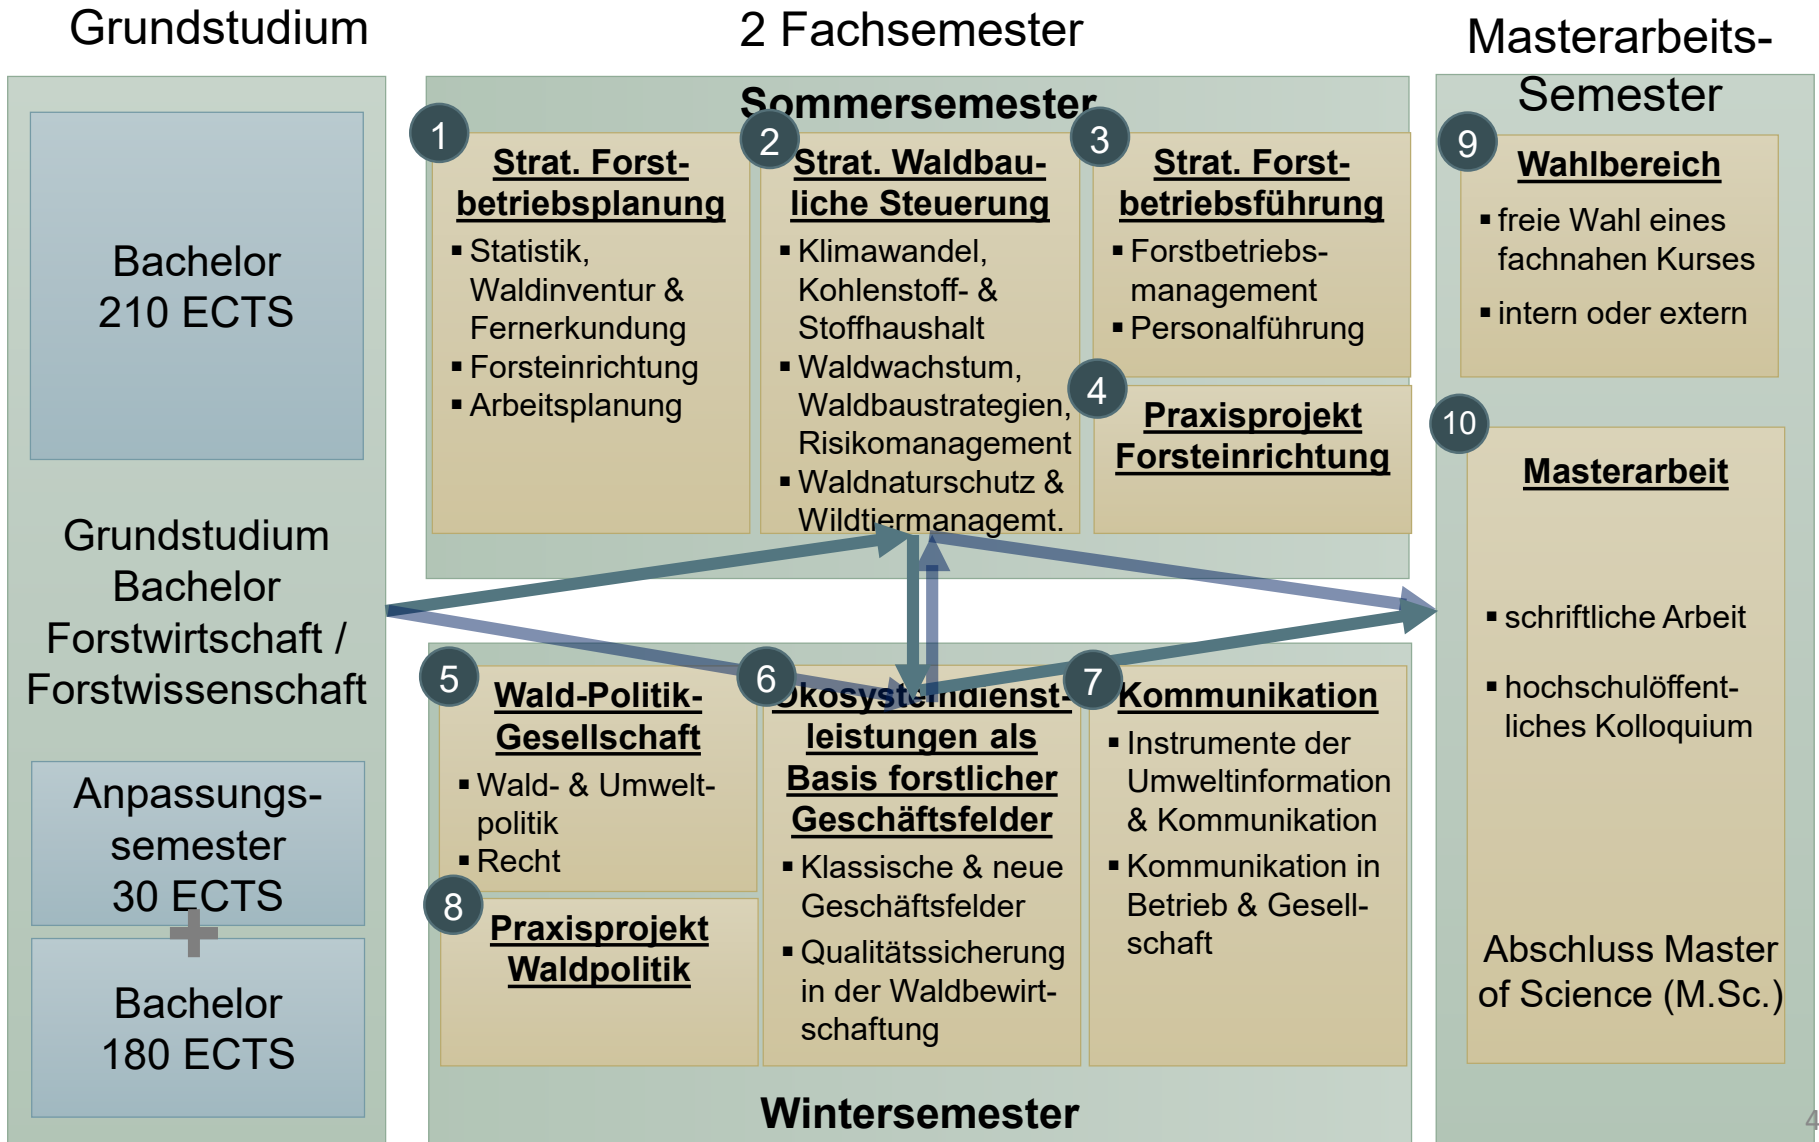 Grundstudium
2 Fachsemester
Masterarbeits-
Semester
Bachelor
210 ECTS
Grundstudium
Bachelor
Forstwirtschaft /
Forstwissenschaft
Anpassungs-
semester
30 ECTS
+
Bachelor
180 ECTS
Sommersemester
1
Strat. Forst-
betriebsplanung
▪ Statistik,
Waldinventur &
Fernerkundung
▪ Forsteinrichtung
▪ Arbeitsplanung
2
Strat. Waldbau-
liche Steuerung
▪ Klimawandel,
Kohlenstoff- &
Stoffhaushalt
▪ Waldwachstum,
Waldbaustrategien,
Risikomanagement
▪ Waldnaturschutz &
Wildtiermanagemt.
3
Strat. Forst-
betriebsführung
▪ Forstbetriebs-
management
▪ Personalführung
4
Praxisprojekt
Forsteinrichtung
5
Wald-Politik-
Gesellschaft
▪ Wald- & Umwelt-
politik
▪ Recht
8
Praxisprojekt
Waldpolitik
6
Ökosystemdienst-
leistungen als
Basis forstlicher
Geschäftsfelder
▪ Klassische & neue
Geschäftsfelder
▪ Qualitätssicherung
in der Waldbewirt-
schaftung
7
Kommunikation
▪ Instrumente der
Umweltinformation
& Kommunikation
▪ Kommunikation in
Betrieb & Gesell-
schaft
Wintersemester
9
Wahlbereich
▪ freie Wahl eines
fachnahen Kurses
▪ intern oder extern
10
Masterarbeit
▪ schriftliche Arbeit
▪ hochschulöffent-
liches Kolloquium
Abschluss Master
of Science (M.Sc.)
4